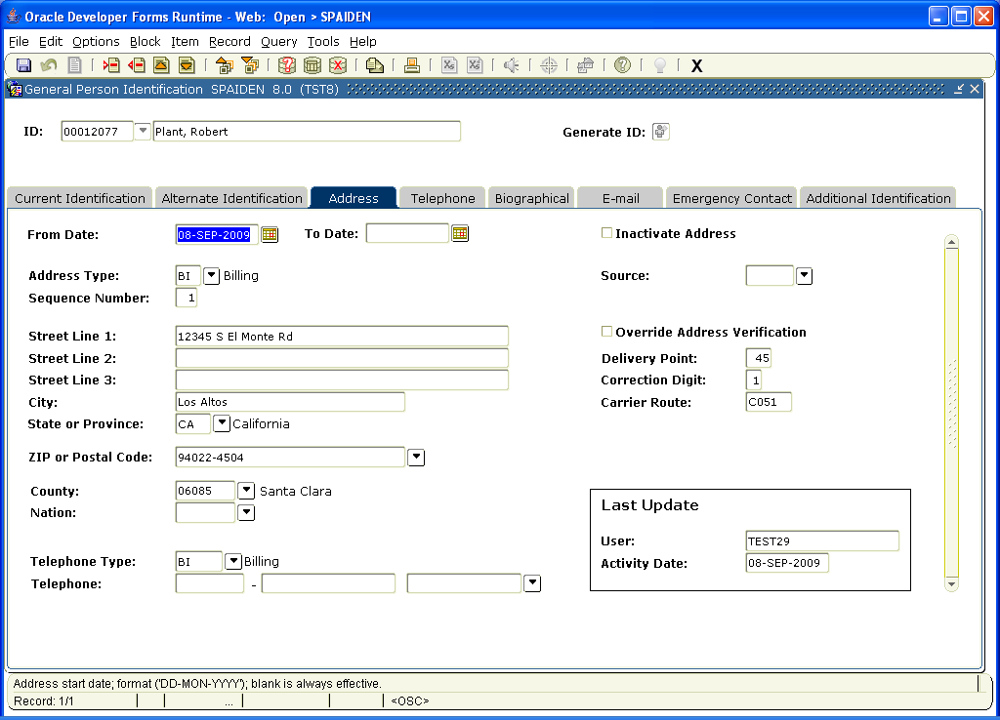 Oracle Developer Forms Runtime - Web: Open > SPAIDEN
File Edit Options Block Item Record Query Tools Help
X
General Person Identification SPAIDEN 8.0 (TST8)
ID: 00012077 Plant, Robert Generate ID:
Current Identification Alternate Identification Address Telephone Biographical E-mail Emergency Contact Additional Identification
From Date: 08-SEP-2009 To Date: Inactivate Address
Address Type: BI Billing Source:
Sequence Number: 1
Street Line 1: 12345 S El Monte Rd Override Address Verification
Street Line 2: Delivery Point: 45
Street Line 3: Correction Digit: 1
City: Los Altos Carrier Route: C051
State or Province: CA California
ZIP or Postal Code: 94022-4504
County: 06085 Santa Clara
Nation:
Last Update
User: TEST29
Telephone Type: BI Billing Activity Date: 08-SEP-2009
Telephone: -
Address start date; format ('DD-MON-YYYY'); blank is always effective.
Record: 1/1 ... <OSC>